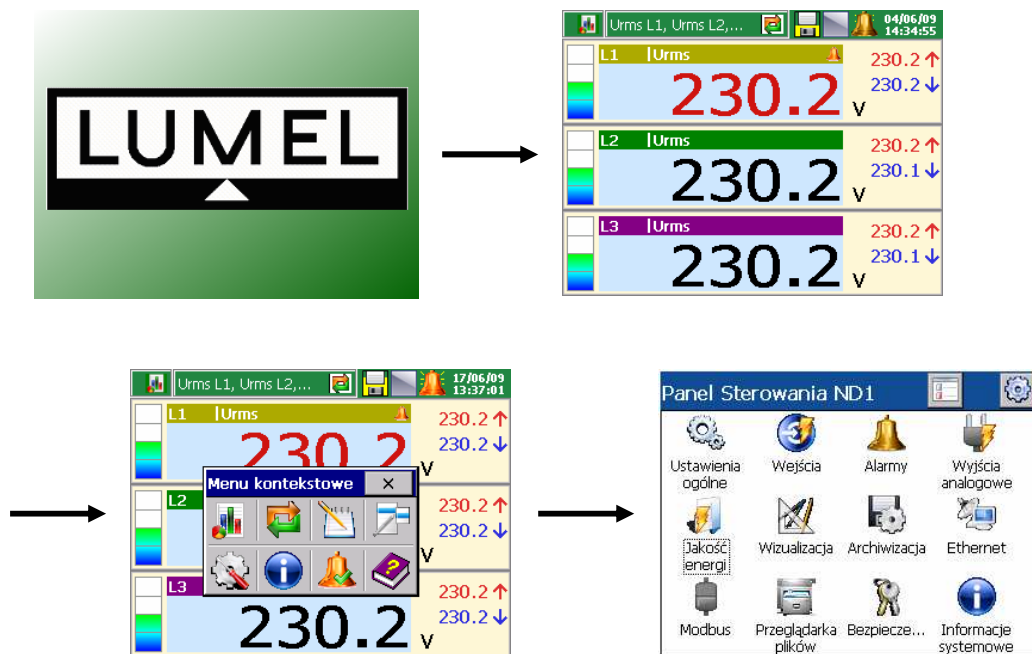 LUMEL
Urms L1, Urms L2,...
04/06/09
14:34:55
L1 |Urms
230.2
V
230.2
230.2
L2 |Urms
230.2
V
230.2
230.1
L3 |Urms
230.2
V
230.2
230.1
Urms L1, Urms L2,...
17/06/09
13:37:01
L1 |Urms
230.2
V
230.2
230.2
Menu kontekstowe
L2
V
230.2
230.2
L3
230.2
V
230.2
230.2
Panel Sterowania ND1
Ustawienia
ogólne
Wejścia
Alarmy
Wyjścia
analogowe
Jakość
energi
Wizualizacja
Archiwizacja
Ethernet
Modbus
Przeglądarka
plików
Bezpiecze...
Informacje
systemowe